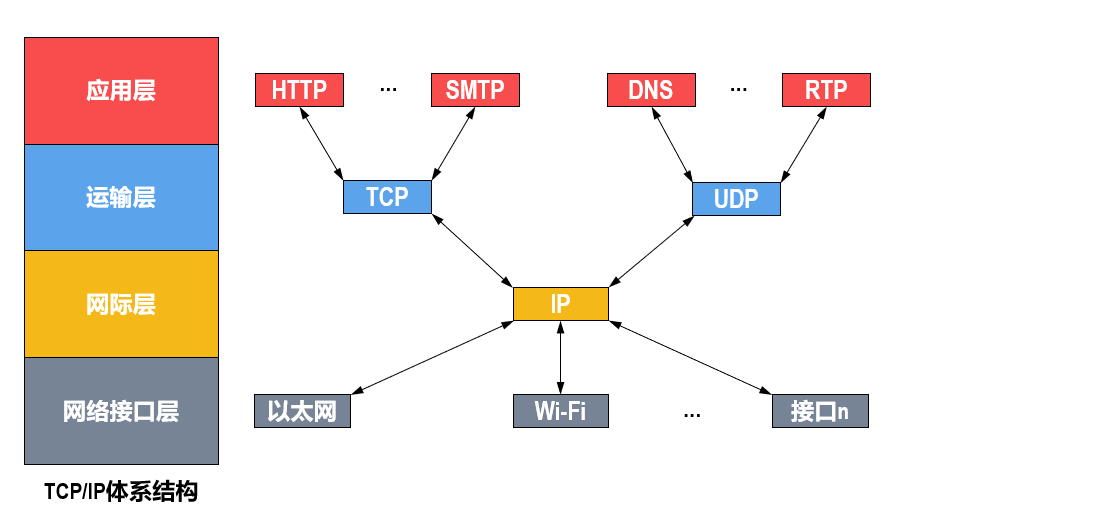 应用层
HTTP
...
SMTP
DNS
...
RTP
运输层
TCP
UDP
网际层
IP
网络接口层
以太网
Wi-Fi
...
接口n
TCP/IP体系结构